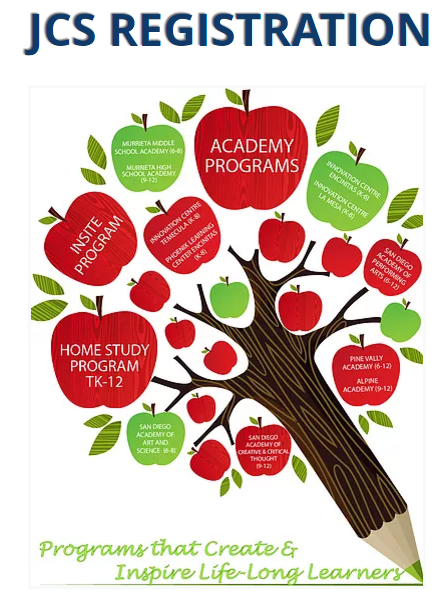 JCS REGISTRATION
MURRIETA MIDDLE
SCHOOL ACADEMY (6-8)
MURRIETA HIGH
SCHOOL ACADEMY
(9-12)
ACADEMY
PROGRAMS
INNOVATION CENTRE
ENCINITAS (K-6)
INNOVATION CENTRE
LA MESA (K-8)
INSITE
PROGRAM
INNOVATION CENTRE
TEMECULA (K-8)
PHOENIX LEARNING
CENTER ENCINITAS
(K-8)
SAN DIEGO
ACADEMY OF
PERFORMING
ARTS (6-12)
HOME STUDY
PROGRAM
TK-12
PINE VALLY
ACADEMY (6-12)
ALPINE
ACADEMY (9-12)
SAN DIEGO
ACADEMY OF
ART AND
SCIENCE (6-8)
SAN DIEGO
ACADEMY OF
CREATIVE & CRITICAL
THOUGHT
(9-12)
Programs that Create &
Inspire Life-Long Learners